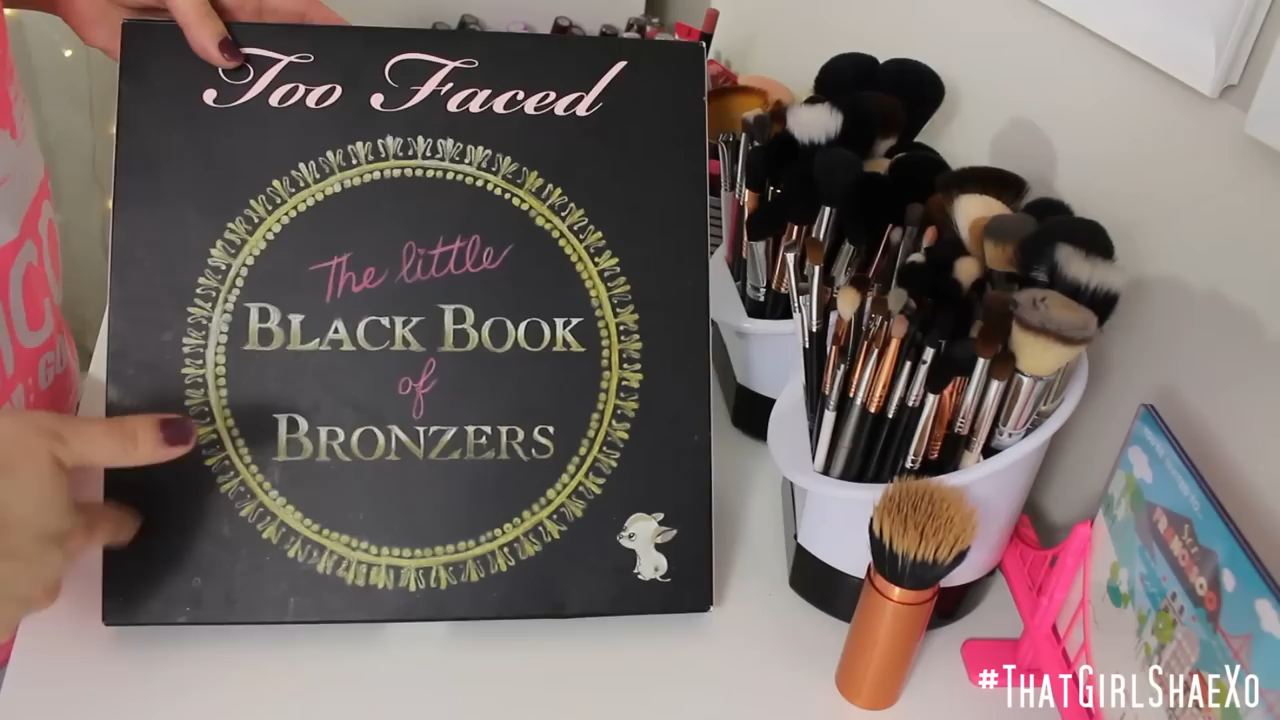 Too Faced
The little
BLACK BOOK
of
BRONZERS
#THATGIRLSHAEXO